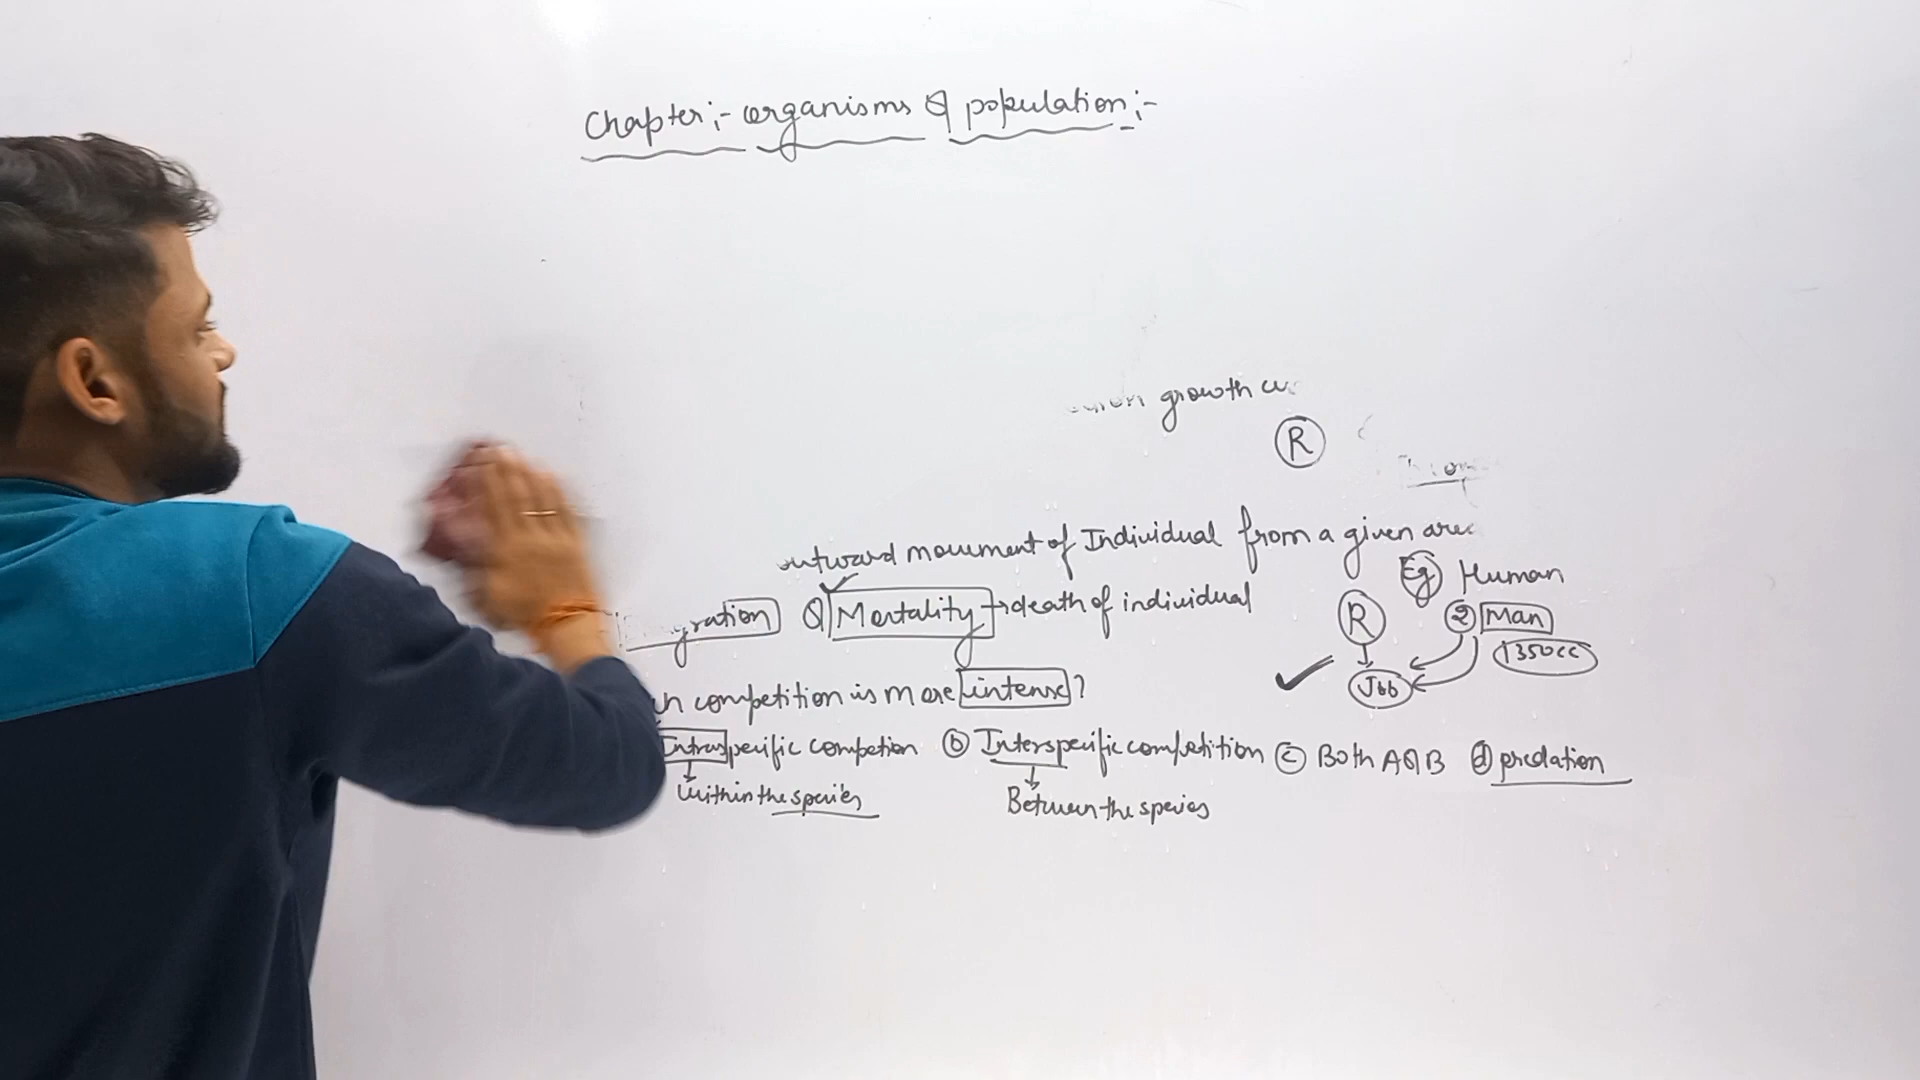 Chapter:- organisms & population:-
growth
R
outward movement of Individual from a given area
Eg Human
& Mortality → death of individual
R
2 Man
1350cc
Job
competition is more intense?
Intraspecific competion (b) Interspecific competition (c) Both A & B (d) predation
Within the species
Between the species